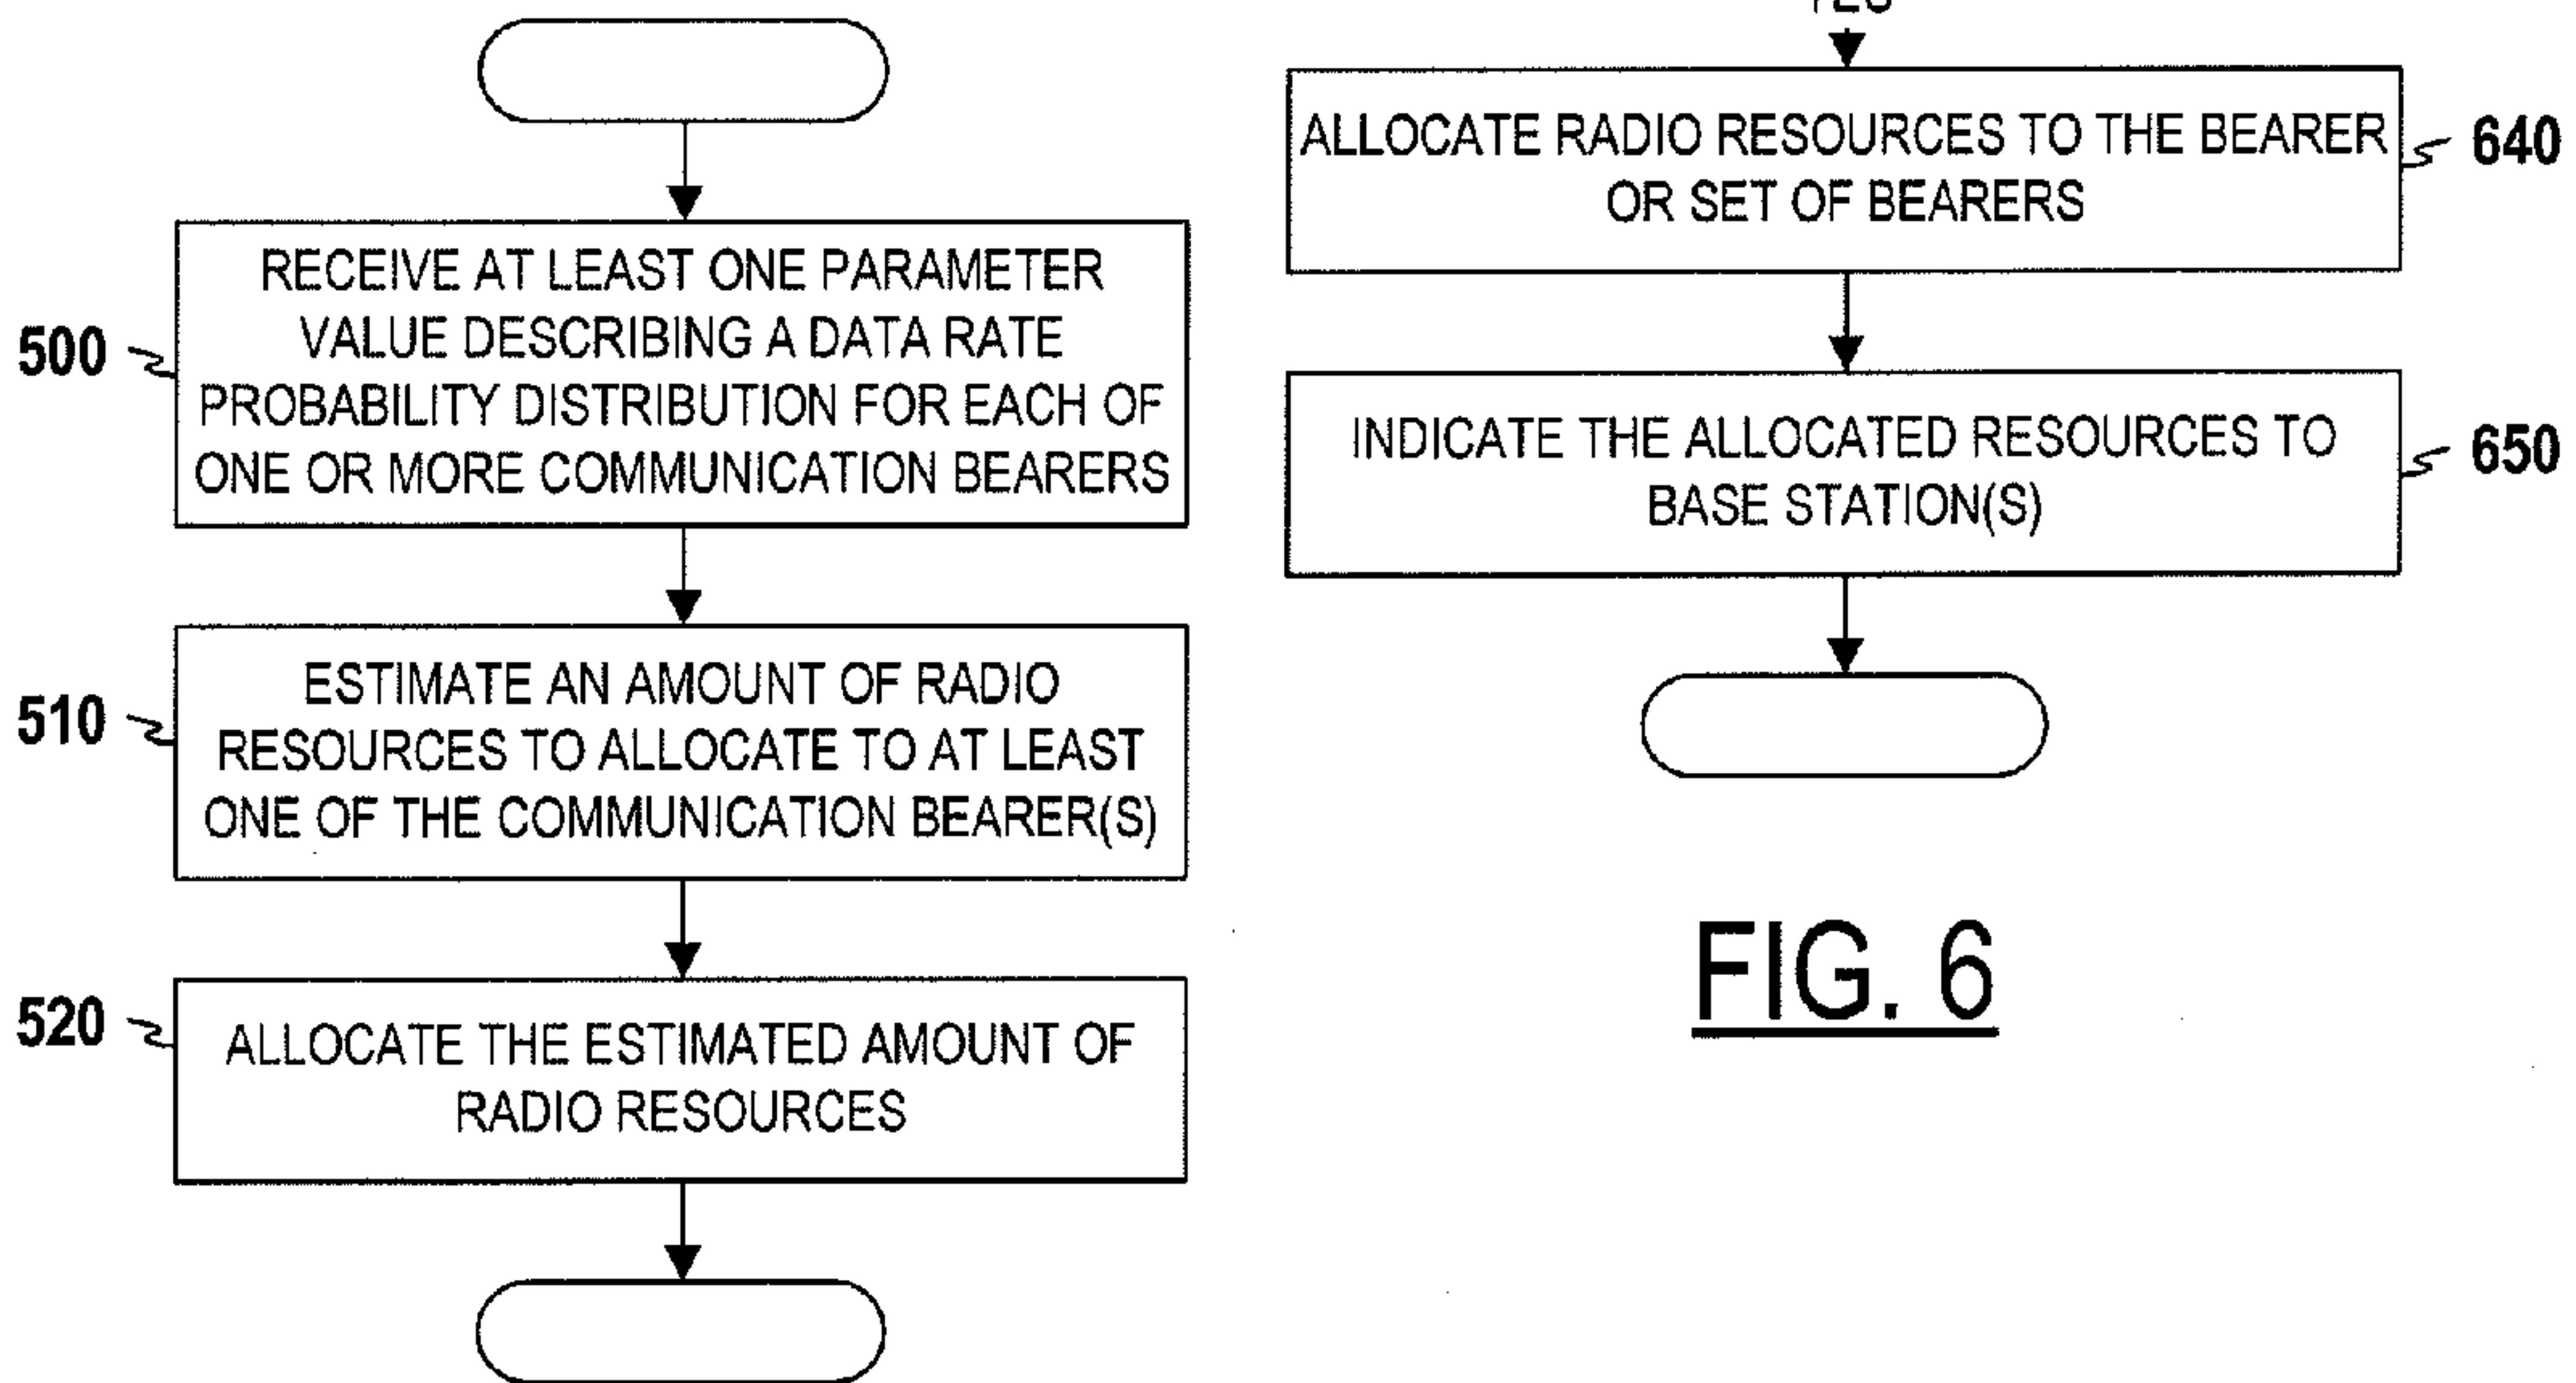 500
RECEIVE AT LEAST ONE PARAMETER
VALUE DESCRIBING A DATA RATE
PROBABILITY DISTRIBUTION FOR EACH OF
ONE OR MORE COMMUNICATION BEARERS
510
ESTIMATE AN AMOUNT OF RADIO
RESOURCES TO ALLOCATE TO AT LEAST
ONE OF THE COMMUNICATION BEARER(S)
520
ALLOCATE THE ESTIMATED AMOUNT OF
RADIO RESOURCES
YES
ALLOCATE RADIO RESOURCES TO THE BEARER
OR SET OF BEARERS
640
INDICATE THE ALLOCATED RESOURCES TO
BASE STATION(S)
650
FIG. 6